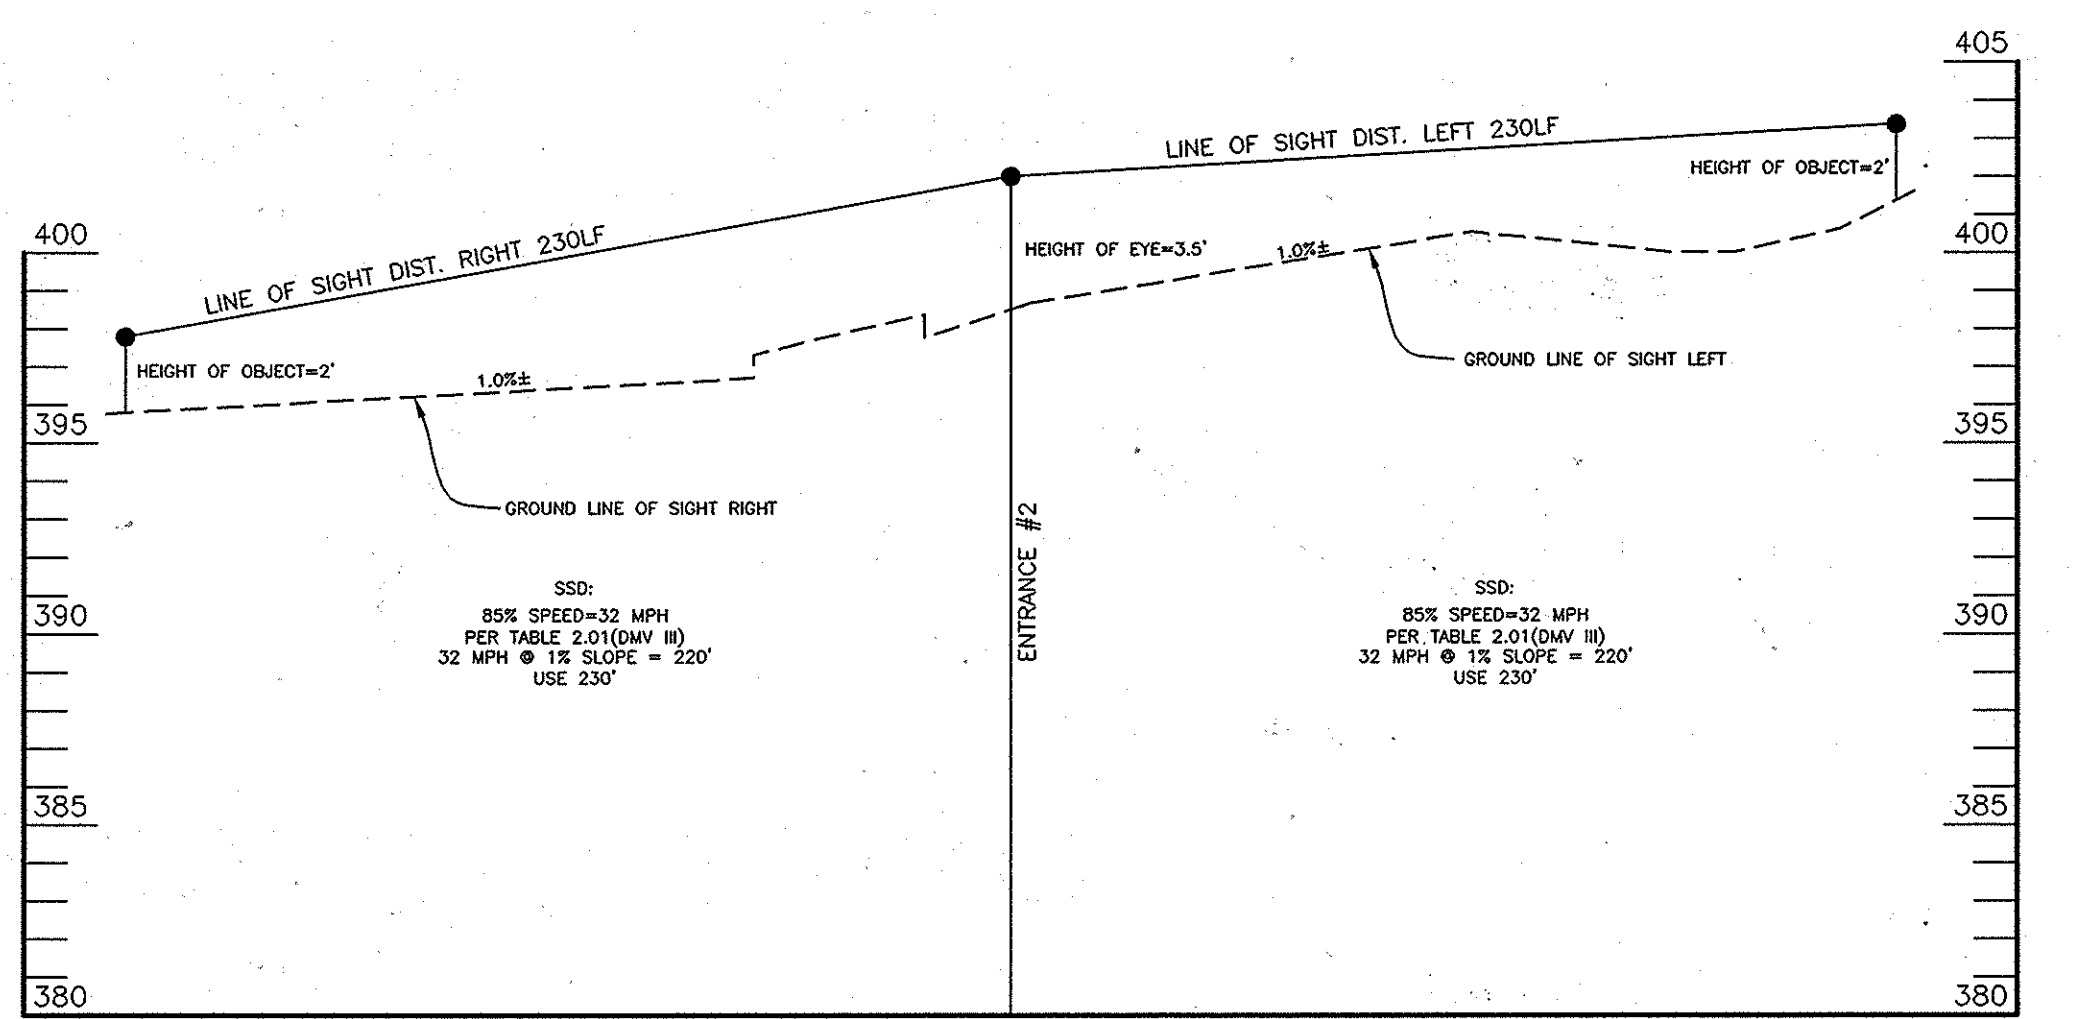 405
LINE OF SIGHT DIST. LEFT 230LF
HEIGHT OF OBJECT=2'
400
LINE OF SIGHT DIST. RIGHT 230LF
HEIGHT OF EYE=3.5'
1.0%±
400
GROUND LINE OF SIGHT LEFT
HEIGHT OF OBJECT=2'
1.0%±
395
395
GROUND LINE OF SIGHT RIGHT
ENTRANCE #2
SSD:
85% SPEED=32 MPH
PER TABLE 2.01(DMV III)
32 MPH @ 1% SLOPE = 220'
USE 230'
SSD:
85% SPEED=32 MPH
PER TABLE 2.01(DMV III)
32 MPH @ 1% SLOPE = 220'
USE 230'
390
390
385
385
380
380